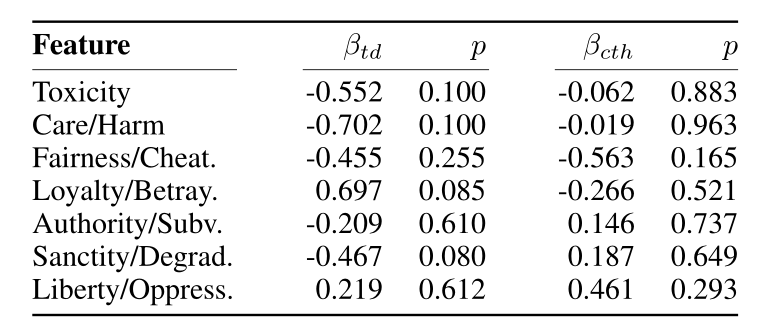 Feature β_td p β_cth p
Toxicity -0.552 0.100 -0.062 0.883
Care/Harm -0.702 0.100 -0.019 0.963
Fairness/Cheat. -0.455 0.255 -0.563 0.165
Loyalty/Betray. 0.697 0.085 -0.266 0.521
Authority/Subv. -0.209 0.610 0.146 0.737
Sanctity/Degrad. -0.467 0.080 0.187 0.649
Liberty/Oppress. 0.219 0.612 0.461 0.293